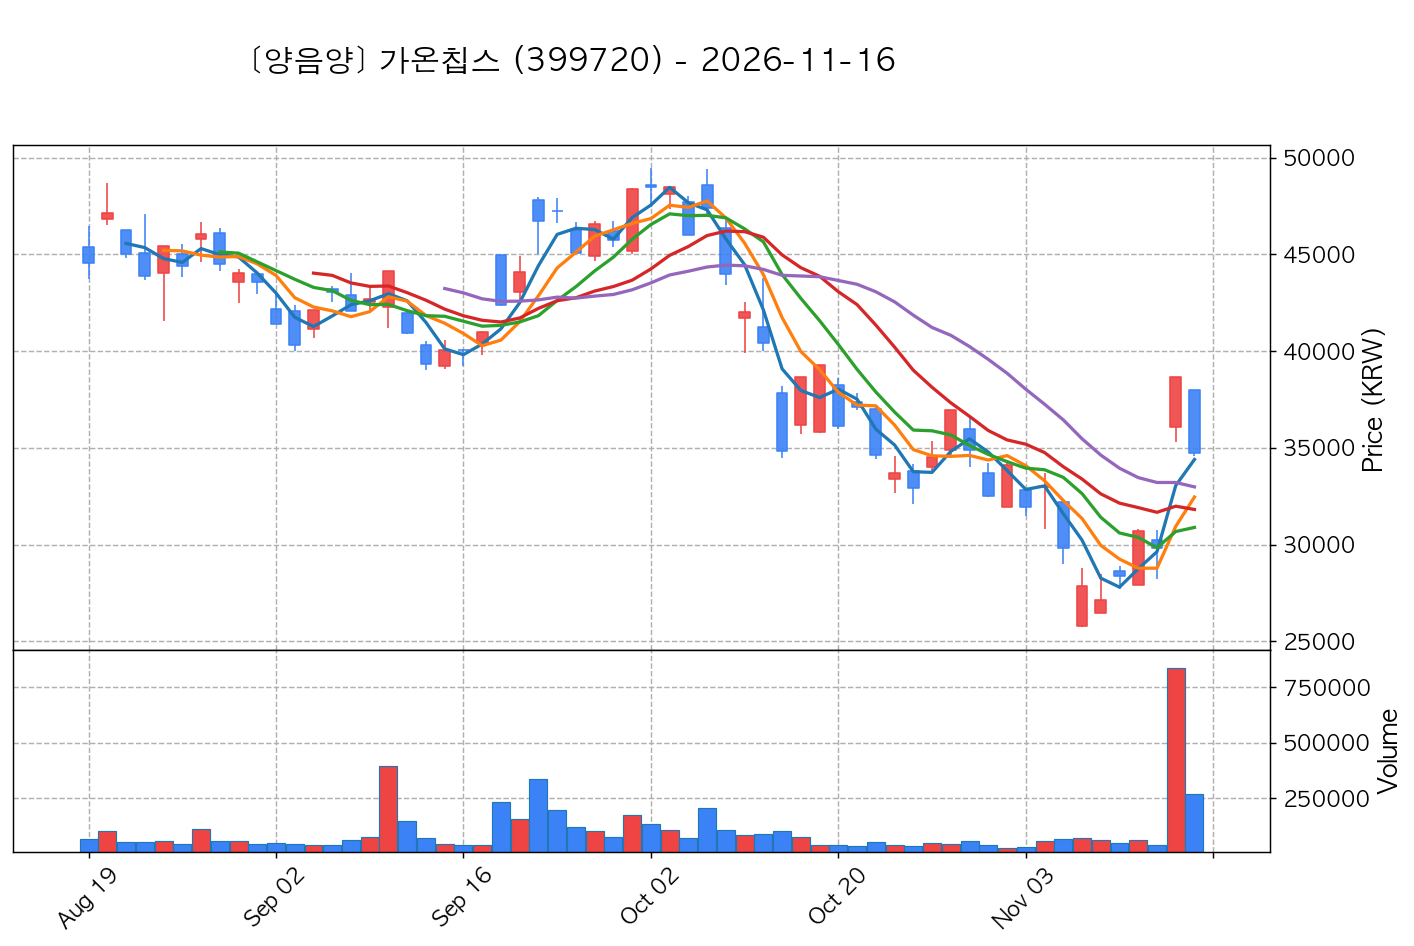 〔양음양〕 가온칩스 (399720) - 2026-11-16
50000
45000
40000
35000
30000
25000
Price (KRW)
750000
500000
250000
Volume
Aug 19
Sep 02
Sep 16
Oct 02
Oct 20
Nov 03